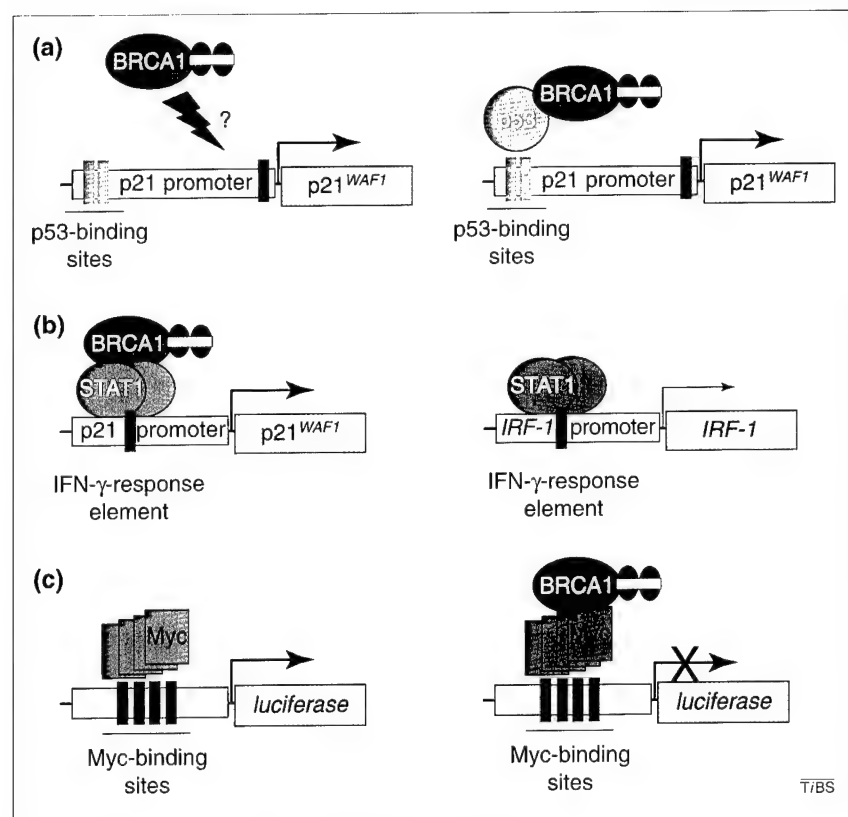 (a)
BRCA1
?
p21 promoter
p21WAF1
p53-binding
sites
BRCA1
p53
p21 promoter
p21WAF1
p53-binding
sites
(b)
BRCA1
STAT1
p21 promoter
p21WAF1
IFN-γ-response
element
STAT1
IRF-1 promoter
IRF-1
IFN-γ-response
element
(c)
Myc
luciferase
Myc-binding
sites
BRCA1
Myc
luciferase
Myc-binding
sites
TiBS